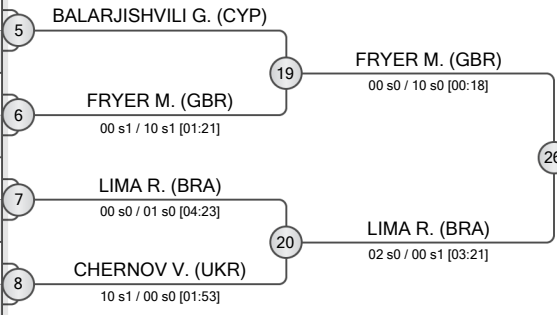 BALARJISHVILI G. (CYP)
5
19
FRYER M. (GBR)
00 s0 / 10 s0 [00:18]
6
FRYER M. (GBR)
00 s1 / 10 s1 [01:21]
26
7
LIMA R. (BRA)
00 s0 / 01 s0 [04:23]
20
LIMA R. (BRA)
02 s0 / 00 s1 [03:21]
8
CHERNOV V. (UKR)
10 s1 / 00 s0 [01:53]